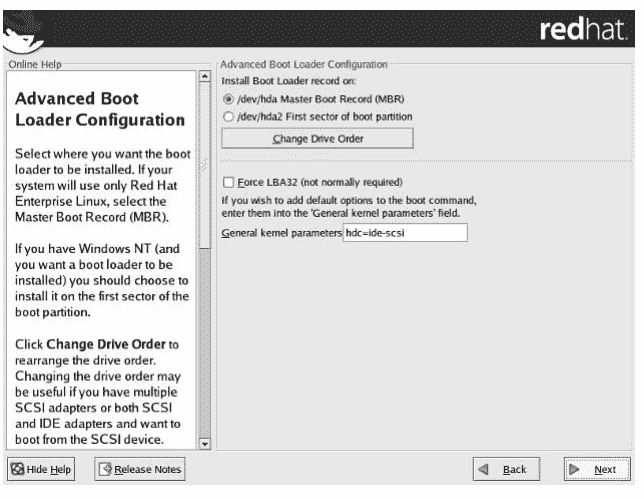 redhat.
Online Help
Advanced Boot
Loader Configuration
Select where you want the boot
loader to be installed. If your
system will use only Red Hat
Enterprise Linux, select the
Master Boot Record (MBR).
If you have Windows NT (and
you want a boot loader to be
installed) you should choose to
install it on the first sector of the
boot partition.
Click Change Drive Order to
rearrange the drive order.
Changing the drive order may
be useful if you have multiple
SCSI adapters or both SCSI
and IDE adapters and want to
boot from the SCSI device.
Advanced Boot Loader Configuration
Install Boot Loader record on:
/dev/hda Master Boot Record (MBR)
/dev/hda2 First sector of boot partition
Change Drive Order
Force LBA32 (not normally required)
If you wish to add default options to the boot command,
enter them into the 'General kernel parameters' field.
General kernel parameters hdc=ide-scsi
Hide Help
Release Notes
Back
Next